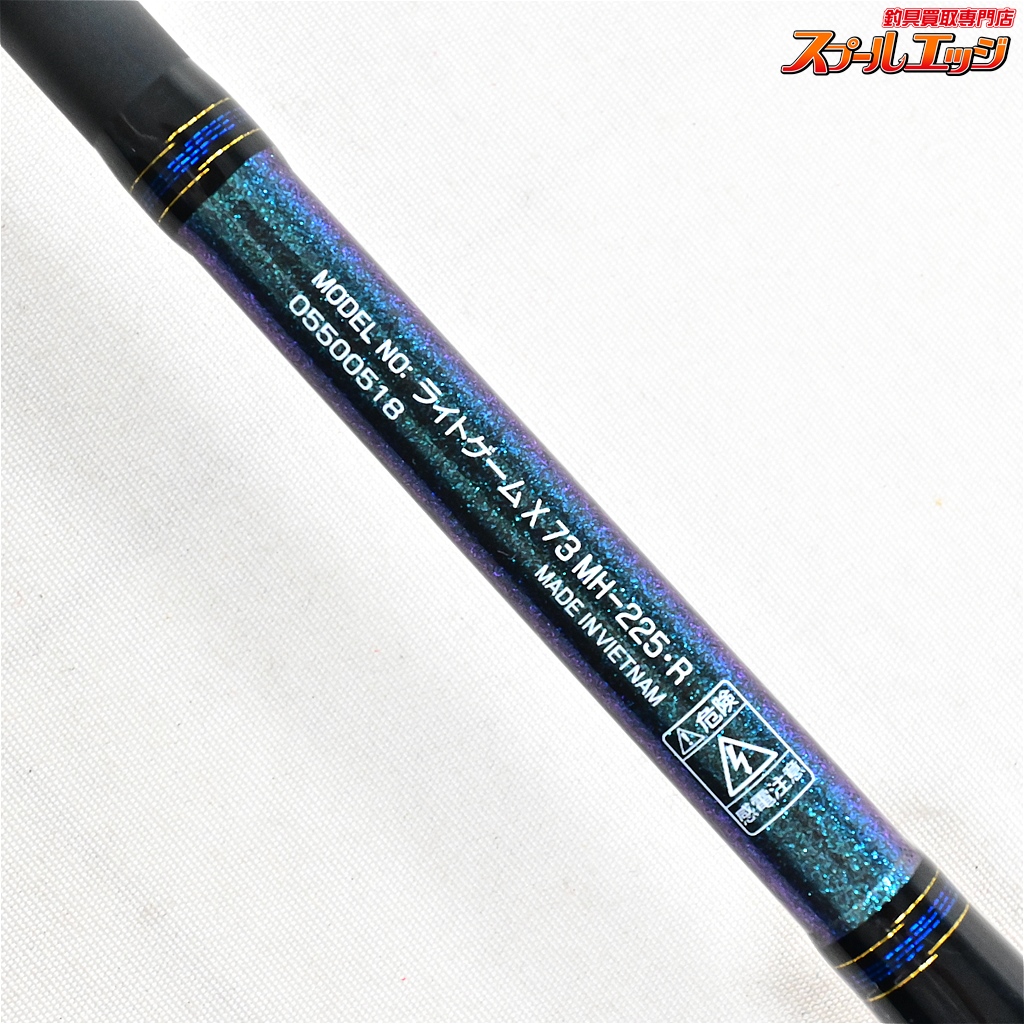 釣具買取専門店
スプールエッジ
MODEL NO: ライトゲーム X 73 MH-225・R
05500518
MADE IN VIETNAM
危険
感電注意